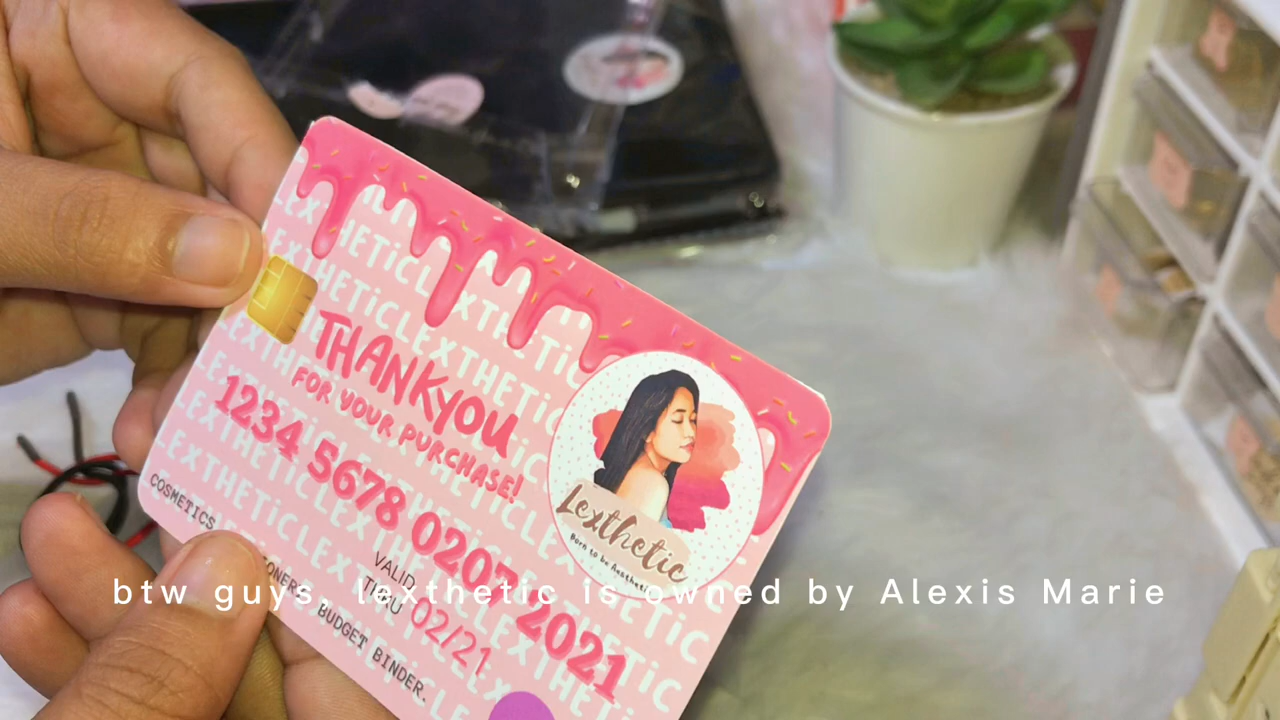 THANKYOU
FOR YOUR PURCHASE!
1234 5678 0207 2021
VALID
THRU 02/21
COSMETICS
BUDGET BINDER.
Lexthetic
Born to be Aesthetic
btw guys, lexthetic is owned by Alexis Marie